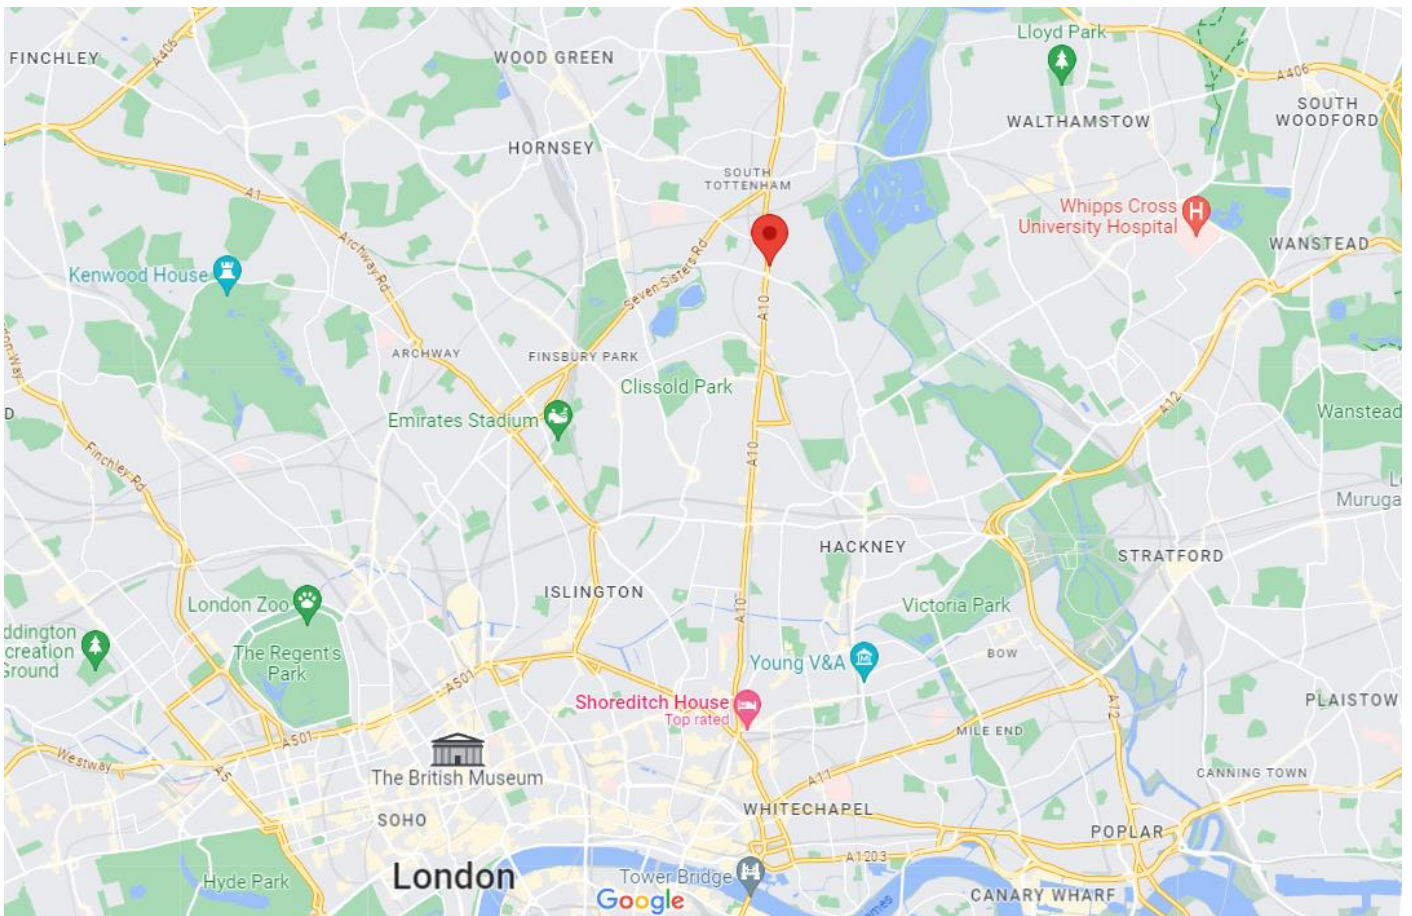 FINCHLEY
A406
WOOD GREEN
Lloyd Park
A406
SOUTH
WOODFORD
WALTHAMSTOW
HORNSEY
SOUTH
TOTTENHAM
A1
Whipps Cross
University Hospital
H
WANSTEAD
Archway Rd
Kenwood House
Seven Sisters Rd
A10
don Way
ARCHWAY
FINSBURY PARK
Clissold Park
Emirates Stadium
A12
Wanstead
D
Finchley Rd
A10
L
Muruga
HACKNEY
STRATFORD
ISLINGTON
London Zoo
A10
Victoria Park
ddington
creation
Ground
The Regent's
Park
Young V&A
BOW
A501
Shoreditch House
Top rated
PLAISTOW
A12
MILE END
A501
Westway
A5
The British Museum
A11
CANNING TOWN
WHITECHAPEL
SOHO
POPLAR
A1203
London
Hyde Park
Tower Bridge
CANARY WHARF
Google
mes